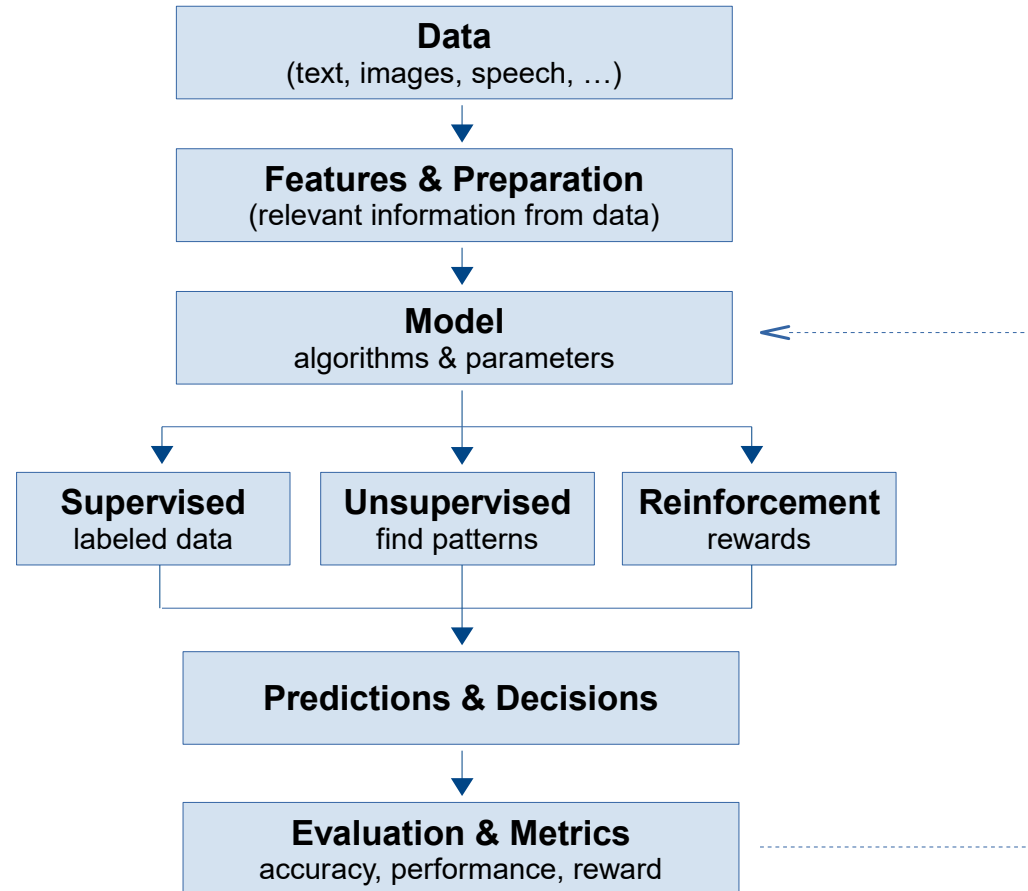 Data
(text, images, speech, …)
Features & Preparation
(relevant information from data)
Model
algorithms & parameters
Supervised
labeled data
Unsupervised
find patterns
Reinforcement
rewards
Predictions & Decisions
Evaluation & Metrics
accuracy, performance, reward